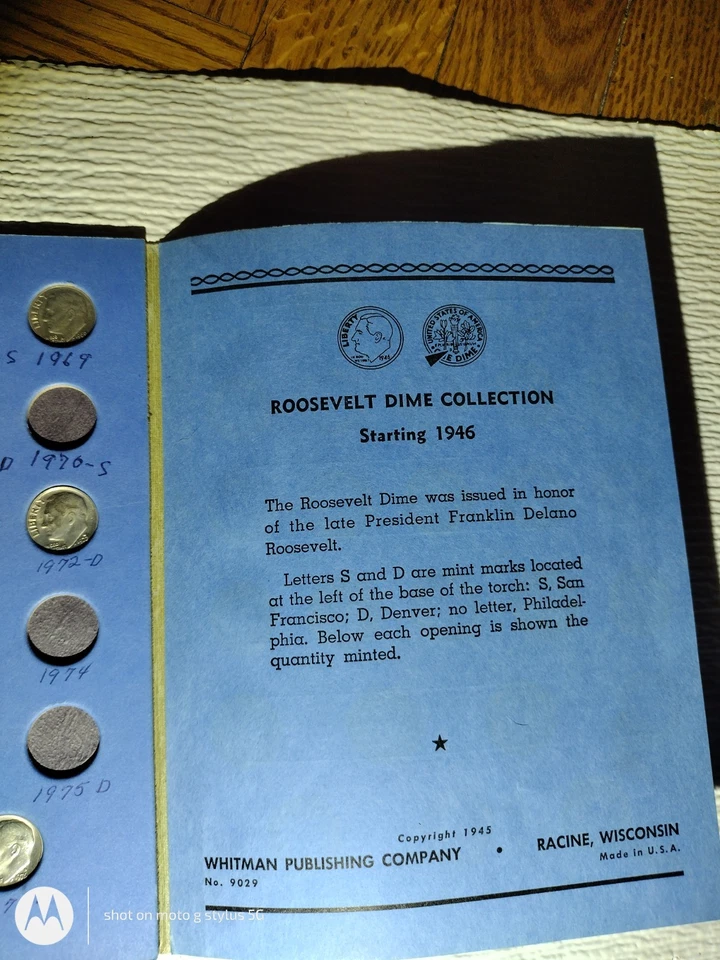 S 1969
D 1970-S
1972-D
1974
1975 D
LIBERTY
1946
UNITED STATES OF AMERICA
E DIME
ROOSEVELT DIME COLLECTION
Starting 1946
The Roosevelt Dime was issued in honor
of the late President Franklin Delano
Roosevelt.
Letters S and D are mint marks located
at the left of the base of the torch: S, San
Francisco; D, Denver; no letter, Philadel-
phia. Below each opening is shown the
quantity minted.
Copyright 1945
WHITMAN PUBLISHING COMPANY • RACINE, WISCONSIN
No. 9029
Made in U.S.A.
shot on moto g stylus 5G